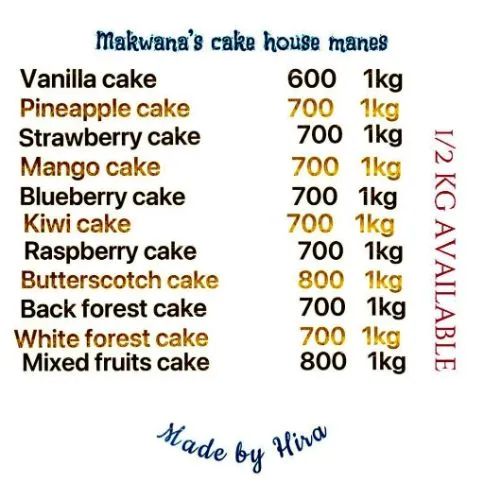 Makwana's cake house manes
Vanilla cake 600 1kg
Pineapple cake 700 1kg
Strawberry cake 700 1kg
Mango cake 700 1kg
Blueberry cake 700 1kg
Kiwi cake 700 1kg
Raspberry cake 700 1kg
Butterscotch cake 800 1kg
Back forest cake 700 1kg
White forest cake 700 1kg
Mixed fruits cake 800 1kg
1/2 KG AVAILABLE
Made by Hira